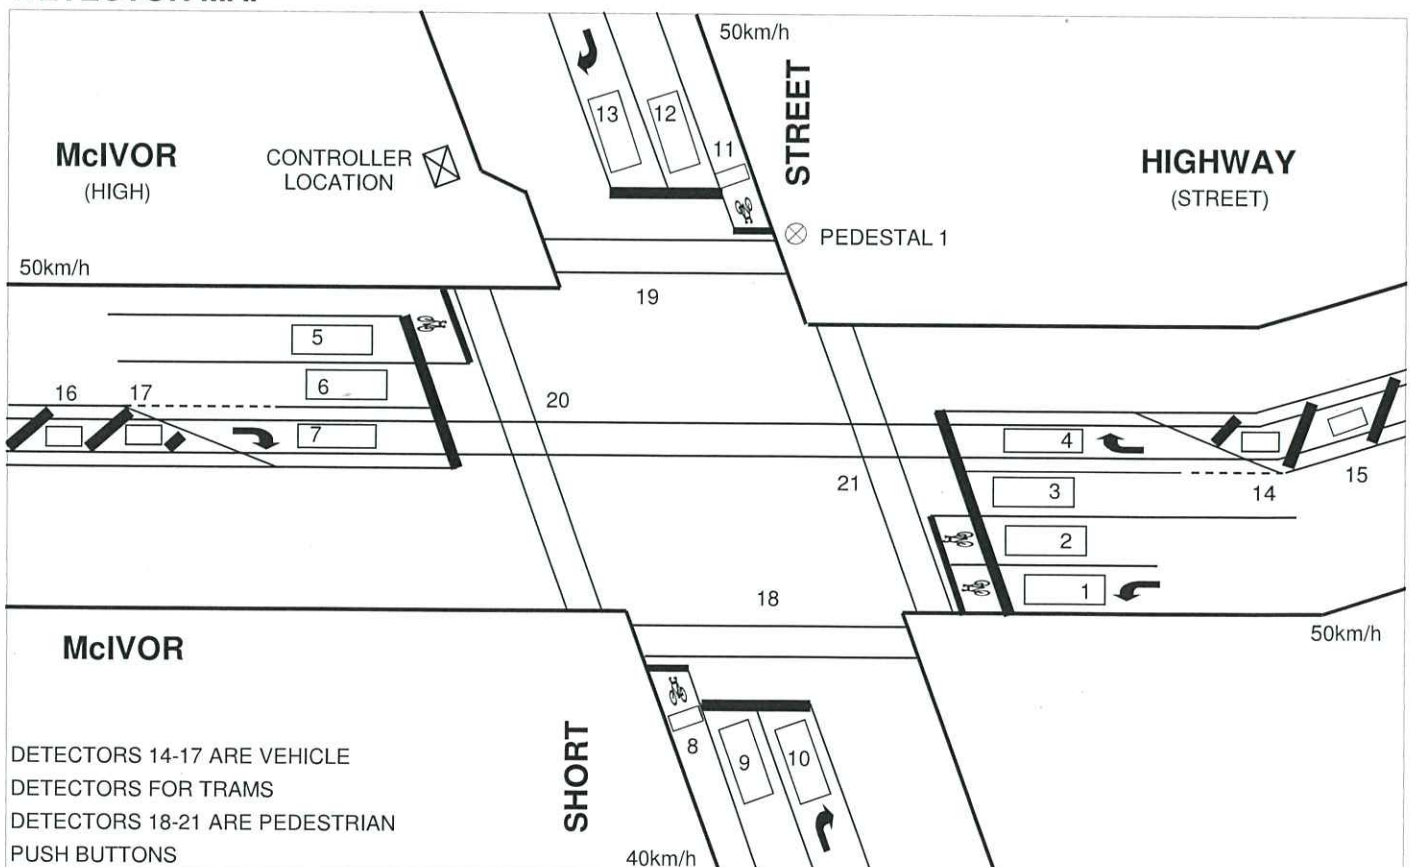 50km/h
STREET
McIVOR
(HIGH)
CONTROLLER
LOCATION
13
12
11
HIGHWAY
(STREET)
PEDESTAL 1
50km/h
19
5
6
16
17
20
7
4
21
3
14
15
2
1
18
50km/h
McIVOR
SHORT
8
9
10
DETECTORS 14-17 ARE VEHICLE
DETECTORS FOR TRAMS
DETECTORS 18-21 ARE PEDESTRIAN
PUSH BUTTONS
40km/h